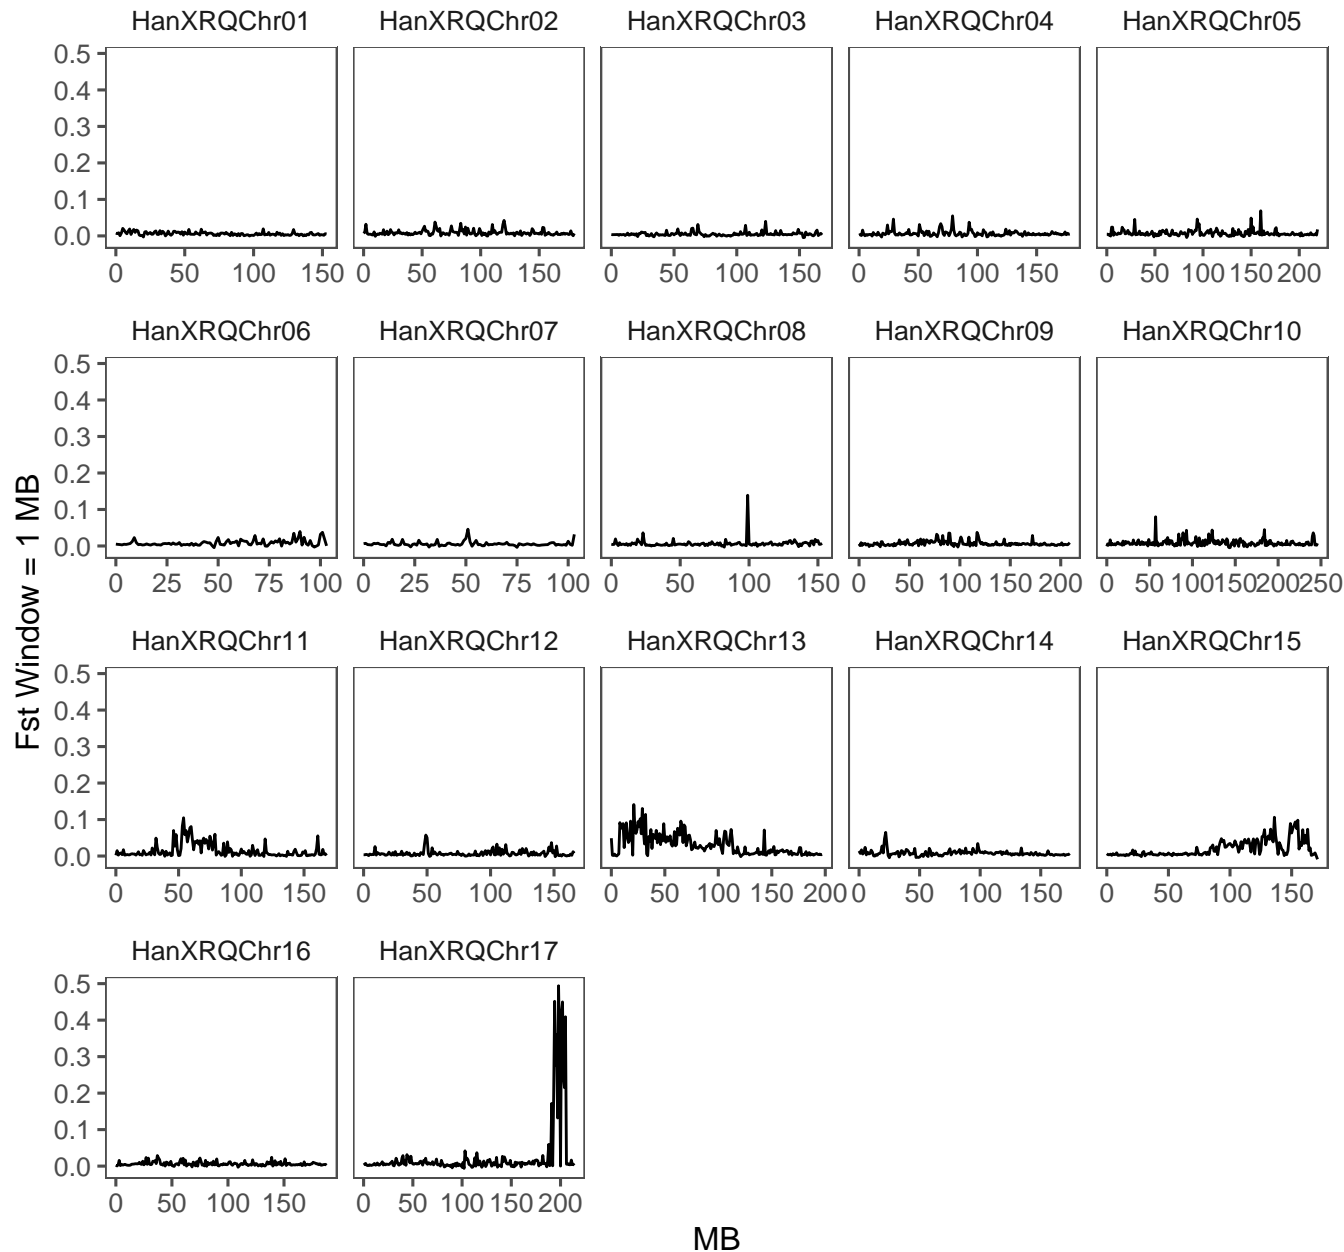 HanXRQChr01 HanXRQChr02 HanXRQChr03 HanXRQChr04 HanXRQChr05
0.5
0.4
0.3
0.2
0.1
0.0
0 50 100 150 0 50 100 150 0 50 100 150 0 50 100 150 0 50 100 150 200
HanXRQChr06 HanXRQChr07 HanXRQChr08 HanXRQChr09 HanXRQChr10
0.5
0.4
0.3
0.2
0.1
0.0
0 25 50 75 100 0 25 50 75 100 0 50 100 150 0 50 100 150 200 0 50 100 150 200 250
Fst Window = 1 MB
HanXRQChr11 HanXRQChr12 HanXRQChr13 HanXRQChr14 HanXRQChr15
0.5
0.4
0.3
0.2
0.1
0.0
0 50 100 150 0 50 100 150 0 50 100 150 200 0 50 100 150 0 50 100 150
HanXRQChr16 HanXRQChr17
0.5
0.4
0.3
0.2
0.1
0.0
0 50 100 150 0 50 100 150 200
MB